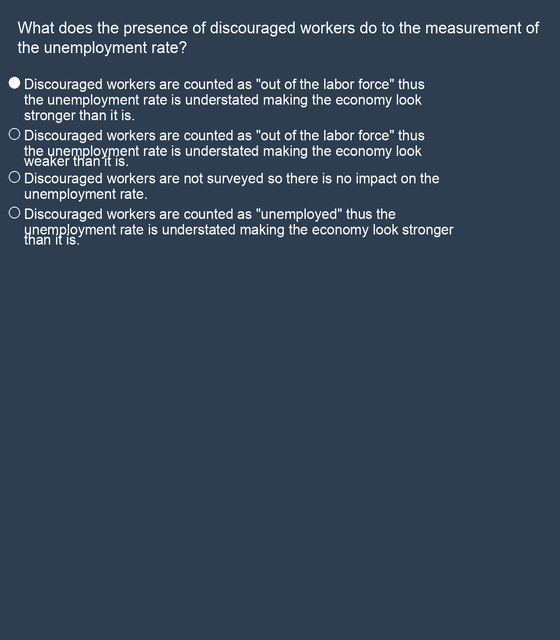 What does the presence of discouraged workers do to the measurement of
the unemployment rate?
Discouraged workers are counted as "out of the labor force" thus
the unemployment rate is understated making the economy look
stronger than it is.
Discouraged workers are counted as "out of the labor force" thus
the unemployment rate is understated making the economy look
weaker than it is.
Discouraged workers are not surveyed so there is no impact on the
unemployment rate.
Discouraged workers are counted as "unemployed" thus the
unemployment rate is understated making the economy look stronger
than it is.